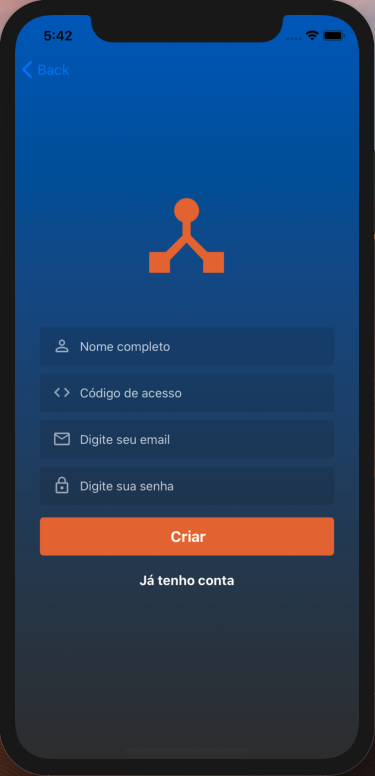 5:42
Back
Nome completo
Código de acesso
Digite seu email
Digite sua senha
Criar
Já tenho conta